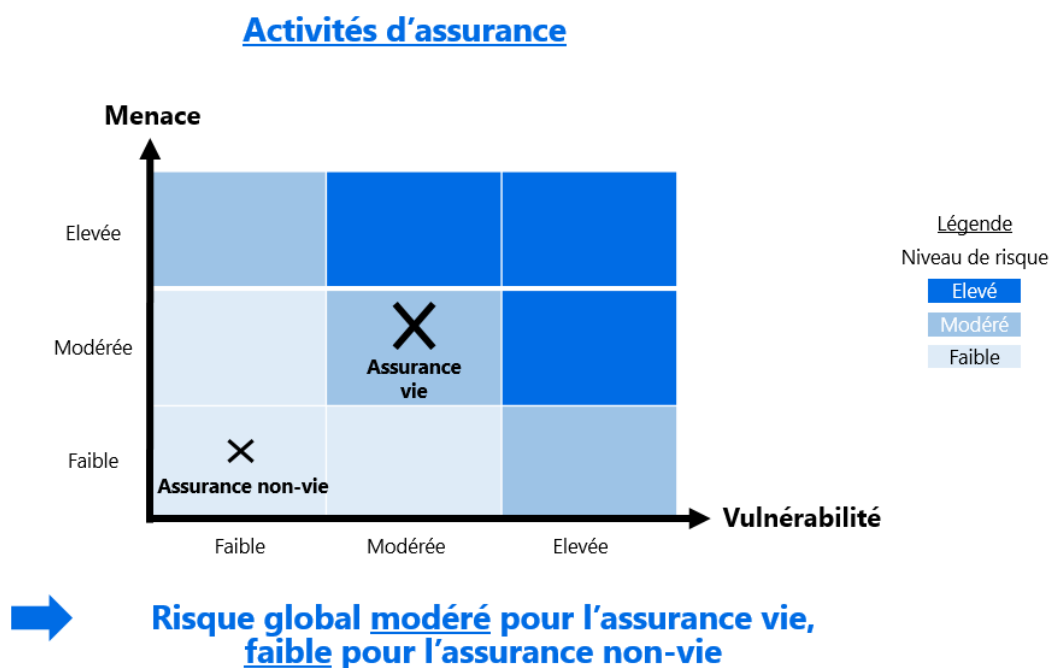 Activités d’assurance
Menace
Elevée
Modérée
Faible
Assurance
vie
Assurance non-vie
Faible
Modérée
Elevée
Vulnérabilité
Légende
Niveau de risque
Elevé
Modéré
Faible
Risque global modéré pour l’assurance vie,
faible pour l’assurance non-vie